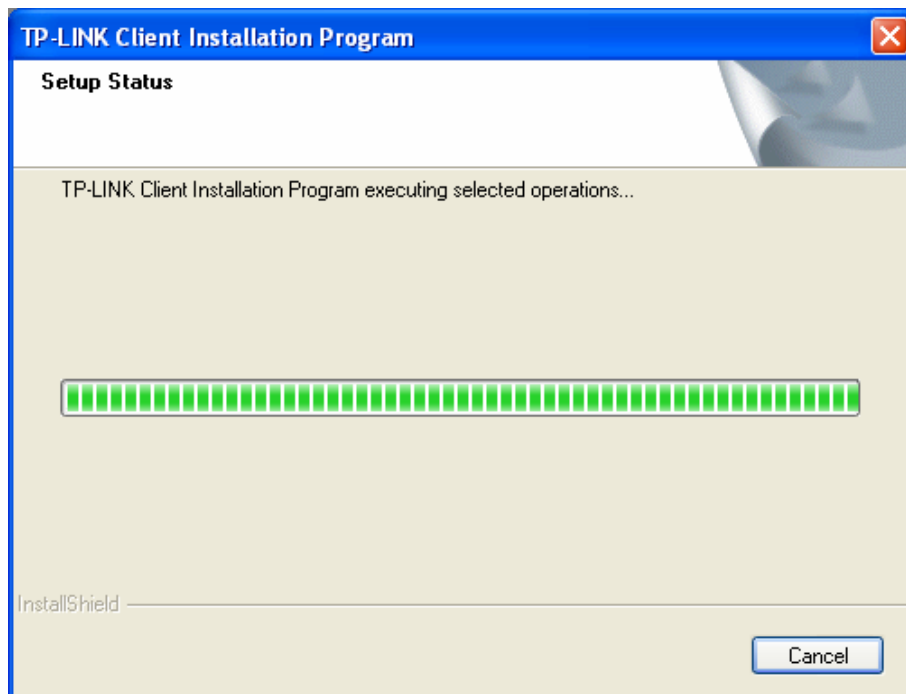 TP-LINK Client Installation Program
Setup Status
TP-LINK Client Installation Program executing selected operations...
InstallShield
Cancel